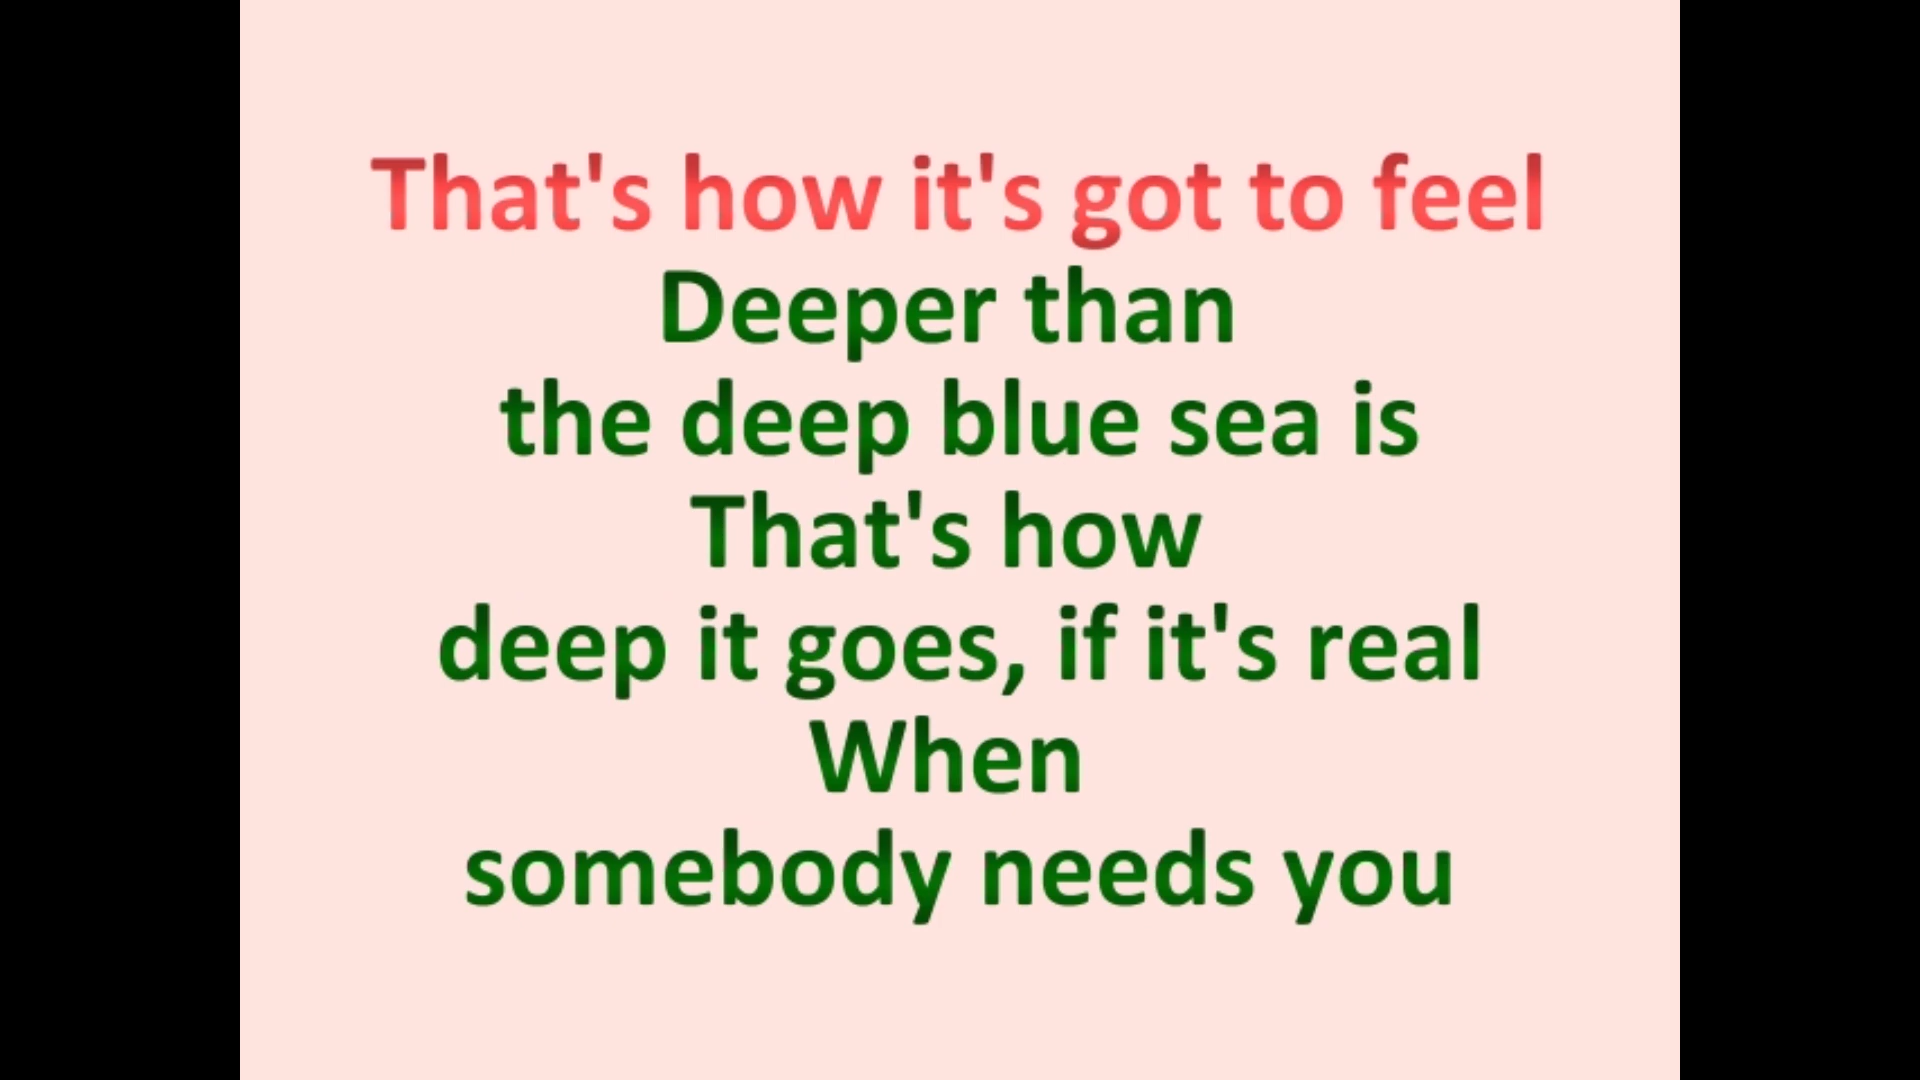 That's how it's got to feel
Deeper than
the deep blue sea is
That's how
deep it goes, if it's real
When
somebody needs you